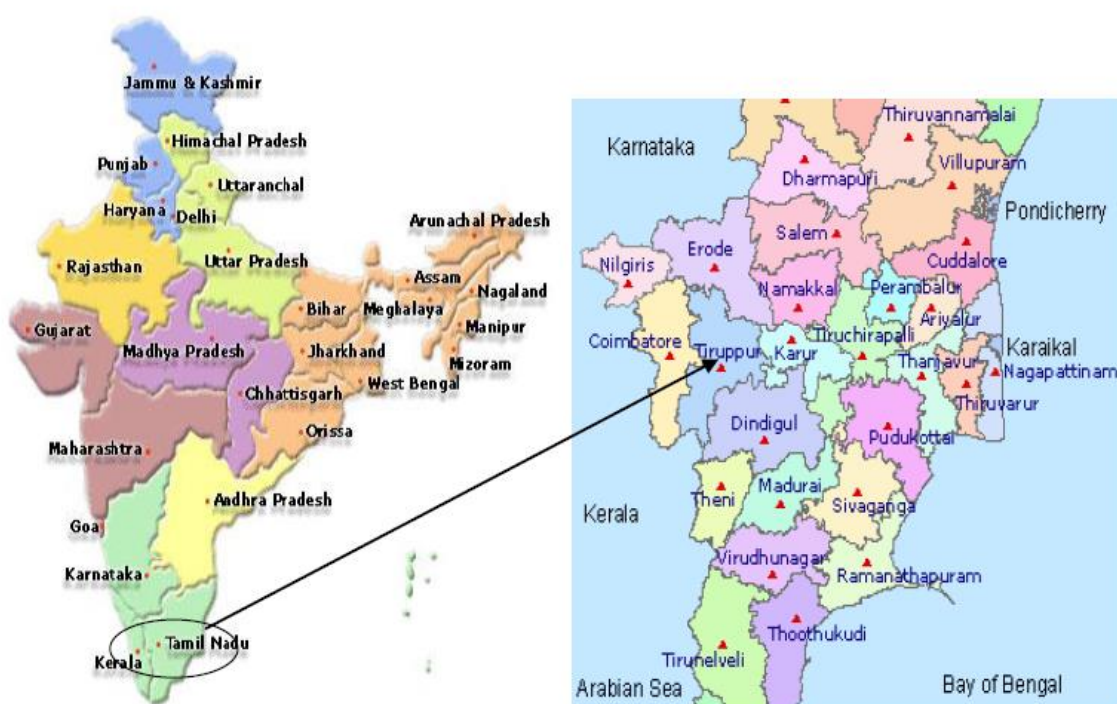 Jammu & Kashmir
Himachal Pradesh
Punjab
Uttaranchal
Haryana
Delhi
Arunachal Pradesh
Rajasthan
Uttar Pradesh
Assam
Nagaland
Bihar
Meghalaya
Gujarat
Manipur
Madhya Pradesh
Jharkhand
Mizoram
West Bengal
Chhattisgarh
Orissa
Maharashtra
Andhra Pradesh
Goa
Karnataka
Tamil Nadu
Kerala
Thiruvannamalai
Karnataka
Villupuram
Dharmapuri
Pondicherry
Salem
Erode
Cuddalore
Nilgiris
Namakkal
Perambalur
Ariyalur
Tiruchirapalli
Coimbatore
Tiruppur
Karur
Thanjavur
Karaikal
Nagapattinam
Thiruvarur
Dindigul
Pudukottai
Theni
Madurai
Sivaganga
Kerala
Virudhunagar
Ramanathapuram
Thoothukudi
Tirunelveli
Arabian Sea
Bay of Bengal